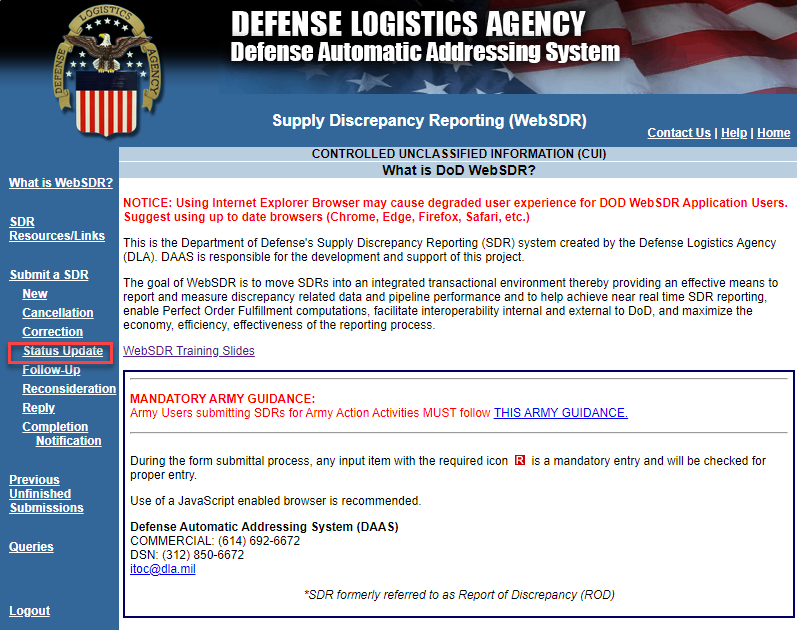 DEFENSE LOGISTICS AGENCY
DEFENSE LOGISTICS AGENCY
Defense Automatic Addressing System
Supply Discrepancy Reporting (WebSDR)
Contact Us | Help | Home
What is WebSDR?
SDR
Resources/Links
Submit a SDR
New
Cancellation
Correction
Status Update
Follow-Up
Reconsideration
Reply
Completion
Notification
Previous
Unfinished
Submissions
Queries
Logout
CONTROLLED UNCLASSIFIED INFORMATION (CUI)
What is DoD WebSDR?
NOTICE: Using Internet Explorer Browser may cause degraded user experience for DOD WebSDR Application Users.
Suggest using up to date browsers (Chrome, Edge, Firefox, Safari, etc.)
This is the Department of Defense's Supply Discrepancy Reporting (SDR) system created by the Defense Logistics Agency
(DLA). DAAS is responsible for the development and support of this project.
The goal of WebSDR is to move SDRs into an integrated transactional environment thereby providing an effective means to
report and measure discrepancy related data and pipeline performance and to help achieve near real time SDR reporting,
enable Perfect Order Fulfillment computations, facilitate interoperability internal and external to DoD, and maximize the
economy, efficiency, effectiveness of the reporting process.
WebSDR Training Slides
MANDATORY ARMY GUIDANCE:
Army Users submitting SDRs for Army Action Activities MUST follow THIS ARMY GUIDANCE.
During the form submittal process, any input item with the required icon R is a mandatory entry and will be checked for
proper entry.
Use of a JavaScript enabled browser is recommended.
Defense Automatic Addressing System (DAAS)
COMMERCIAL: (614) 692-6672
DSN: (312) 850-6672
itoc@dla.mil
*SDR formerly referred to as Report of Discrepancy (ROD)